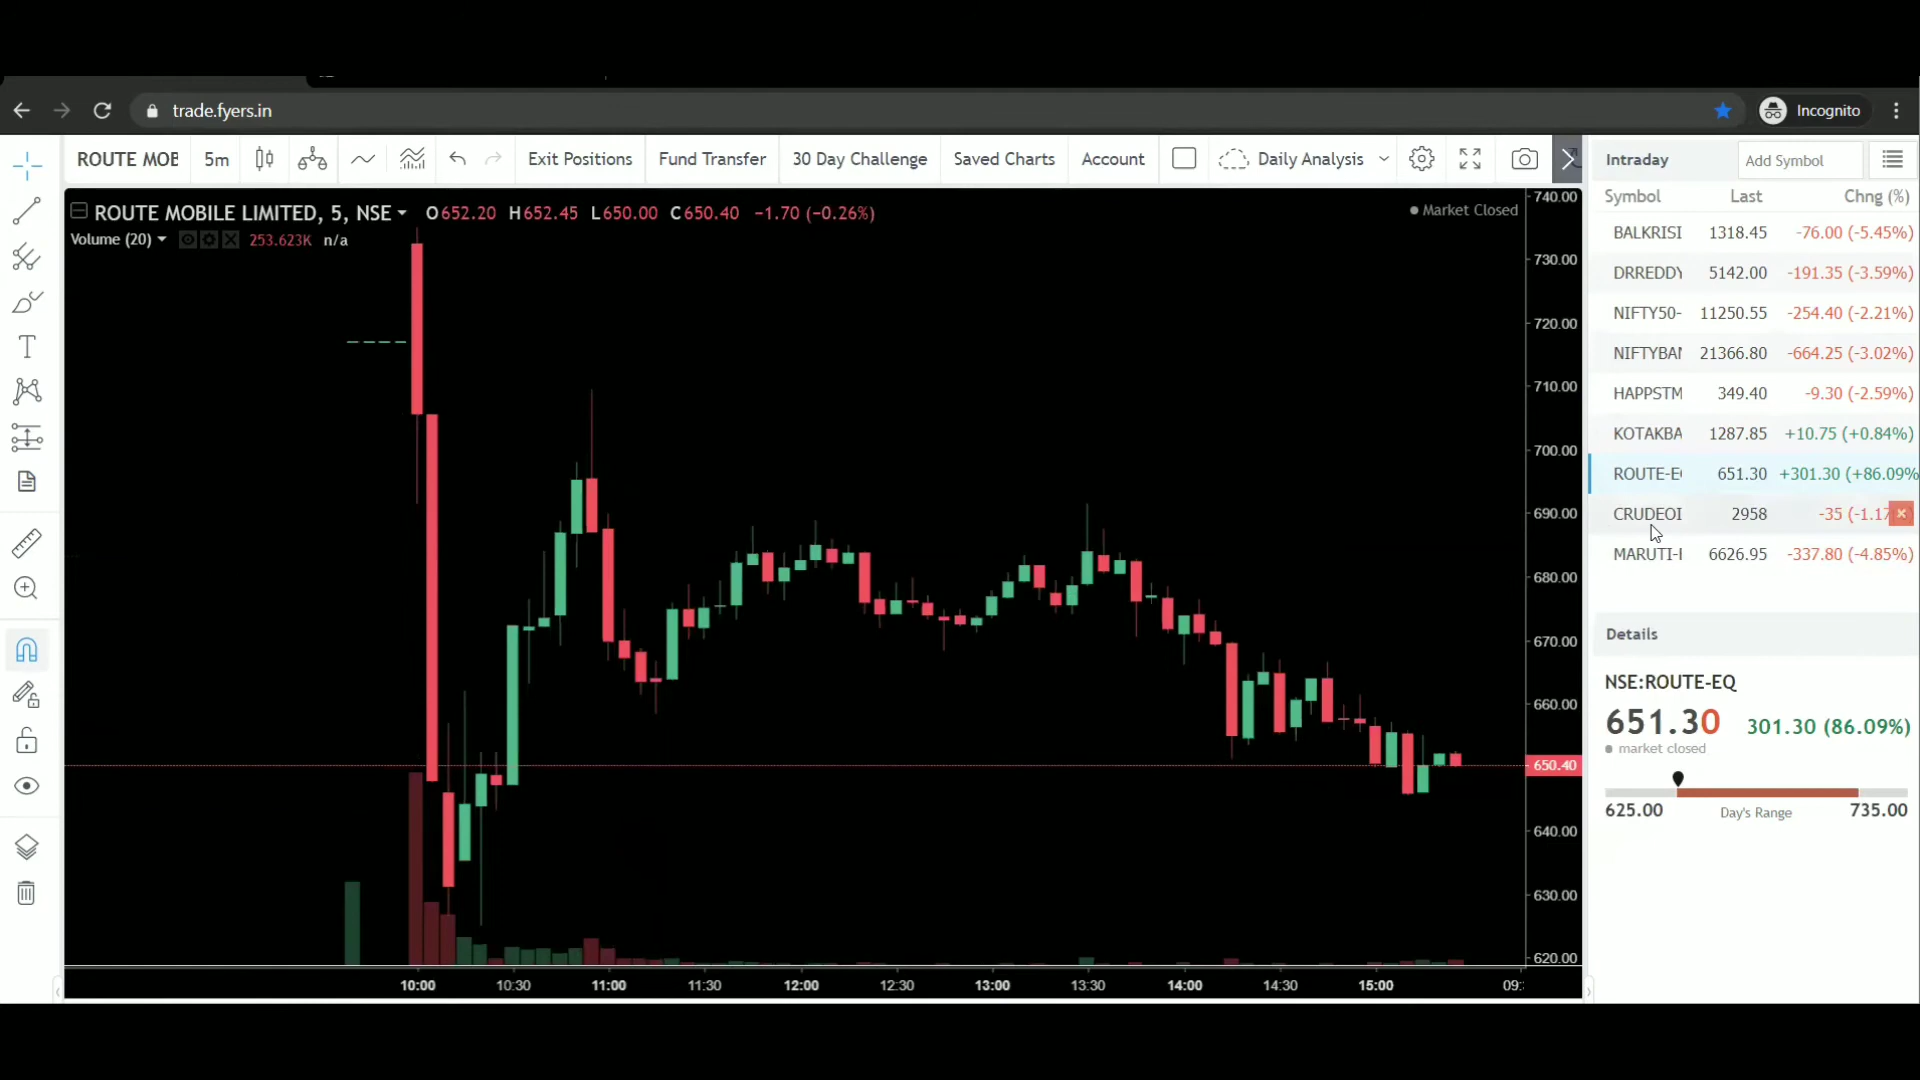 trade.fyers.in
Incognito
ROUTE MOB
5m
Exit Positions
Fund Transfer
30 Day Challenge
Saved Charts
Account
Daily Analysis
ROUTE MOBILE LIMITED, 5, NSE O652.20 H652.45 L650.00 C650.40 -1.70 (-0.26%)
Market Closed
Volume (20) 253.623K n/a
740.00
730.00
720.00
710.00
700.00
690.00
680.00
670.00
660.00
650.40
640.00
630.00
620.00
10:00 10:30 11:00 11:30 12:00 12:30 13:00 13:30 14:00 14:30 15:00 09:
Intraday
Add Symbol
Symbol Last Chng (%)
BALKRISI 1318.45 -76.00 (-5.45%)
DRREDDY 5142.00 -191.35 (-3.59%)
NIFTY50- 11250.55 -254.40 (-2.21%)
NIFTYBAN 21366.80 -664.25 (-3.02%)
HAPPSTM 349.40 -9.30 (-2.59%)
KOTAKBA 1287.85 +10.75 (+0.84%)
ROUTE-E 651.30 +301.30 (+86.09%
CRUDEOI 2958 -35 (-1.17
MARUTI- 6626.95 -337.80 (-4.85%)
Details
NSE:ROUTE-EQ
651.30 301.30 (86.09%)
market closed
625.00 Day's Range 735.00